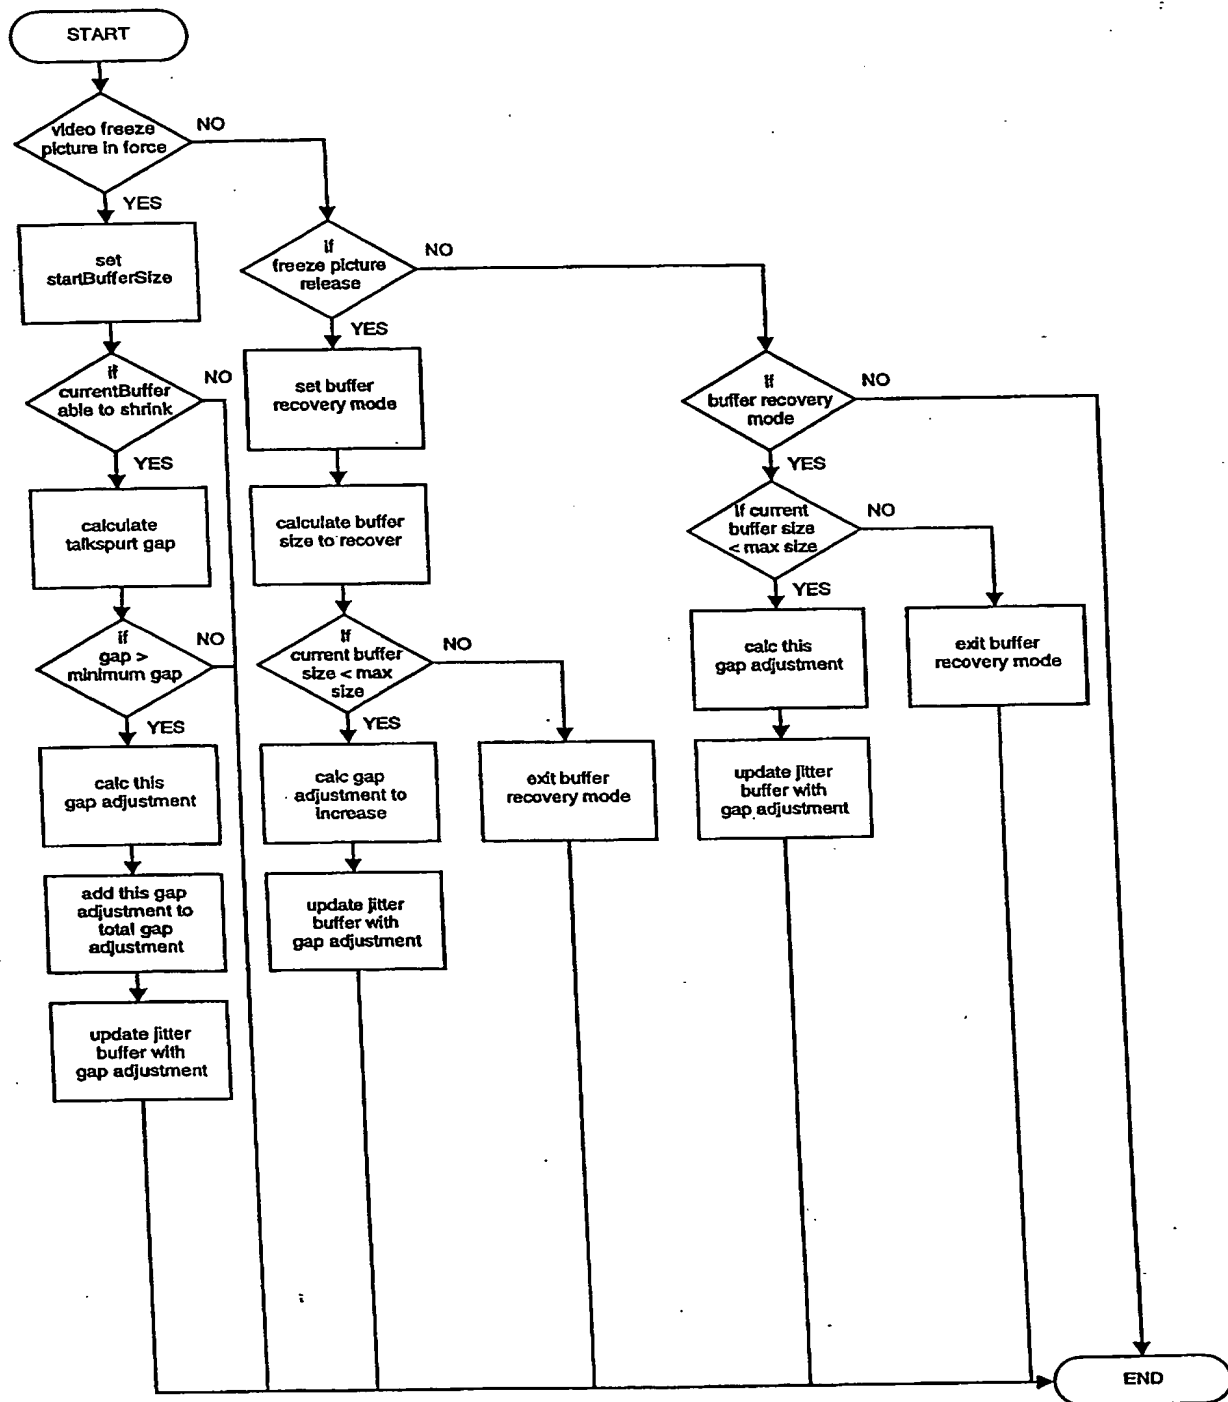 START
video freeze
picture in force
NO
YES
set
startBufferSize
if
freeze picture
release
NO
YES
if
currentBuffer
able to shrink
NO
YES
set buffer
recovery mode
if
buffer recovery
mode
NO
YES
calculate
talkspurt gap
calculate buffer
size to recover
if current
buffer size
< max size
NO
YES
if
gap >
minimum gap
NO
YES
if
current buffer
size < max
size
NO
YES
calc this
gap adjustment
exit buffer
recovery mode
calc this
gap adjustment
calc gap
adjustment to
increase
exit buffer
recovery mode
update jitter
buffer with
gap adjustment
add this gap
adjustment to
total gap
adjustment
update jitter
buffer with
gap adjustment
update jitter
buffer with
gap adjustment
END